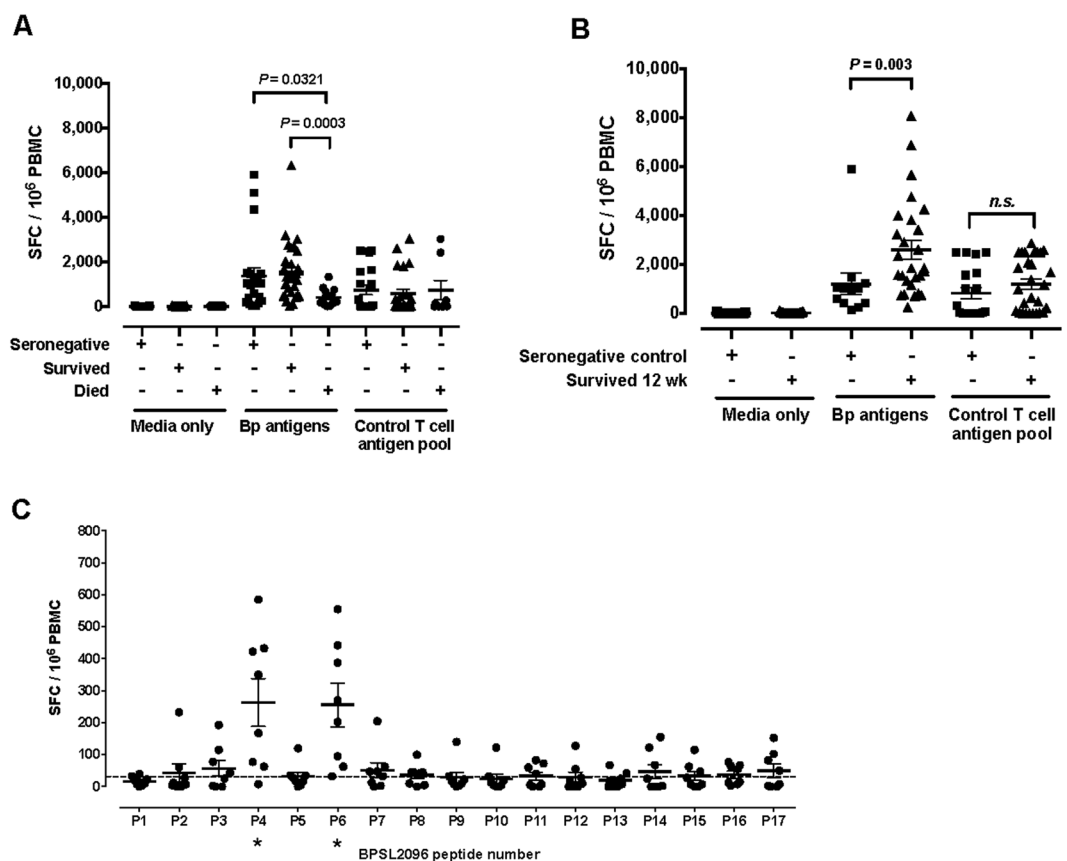 A
SFC / 10⁶ PBMC
10,000
8,000
6,000
4,000
2,000
0
P = 0.0321
P = 0.0003
Seronegative + - - + - - + - -
Survived - + - - + - - + -
Died - - + - - + - - +
Media only
Bp antigens
Control T cell
antigen pool
B
SFC / 10⁶ PBMC
10,000
8,000
6,000
4,000
2,000
0
P = 0.003
n.s.
Seronegative control + - + - + -
Survived 12 wk - + - + - +
Media only
Bp antigens
Control T cell
antigen pool
C
SFC / 10⁶ PBMC
800
700
600
500
400
300
200
100
0
P1 P2 P3 P4 P5 P6 P7 P8 P9 P10 P11 P12 P13 P14 P15 P16 P17
* *
BPSL2096 peptide number